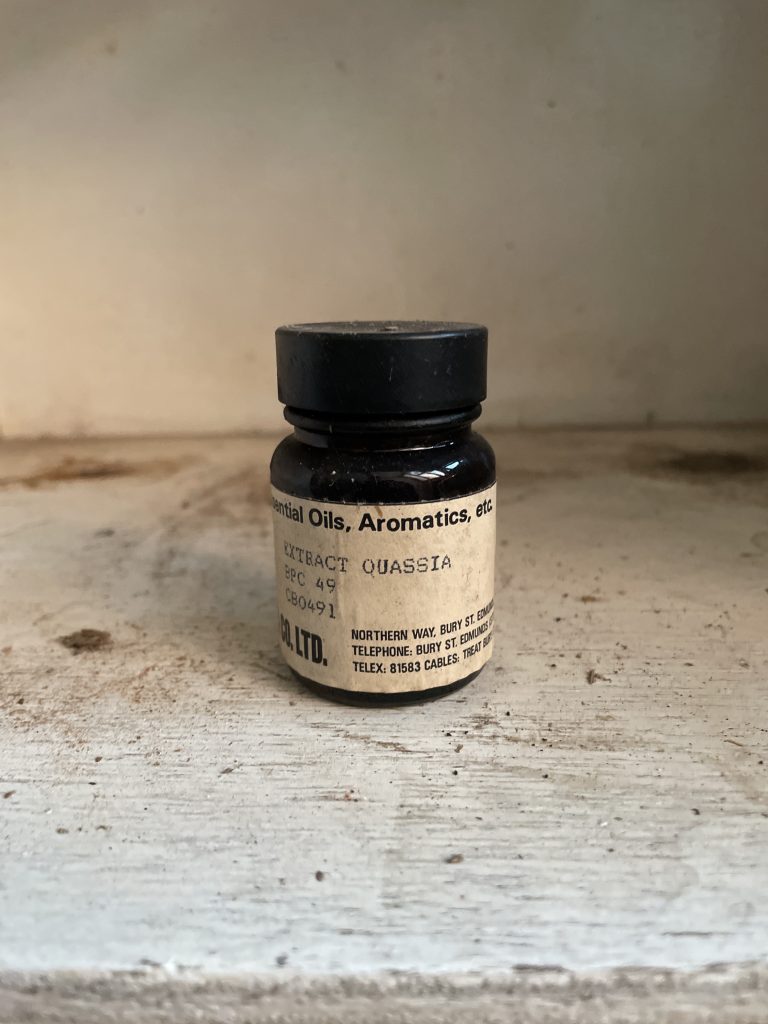 ential Oils, Aromatics, etc.
EXTRACT QUASSIA
BPC 49
CB0491
CO. LTD.
NORTHERN WAY, BURY ST. EDMUN
TELEPHONE: BURY ST. EDMUNDS
TELEX: 81583 CABLES: TREAT BURY